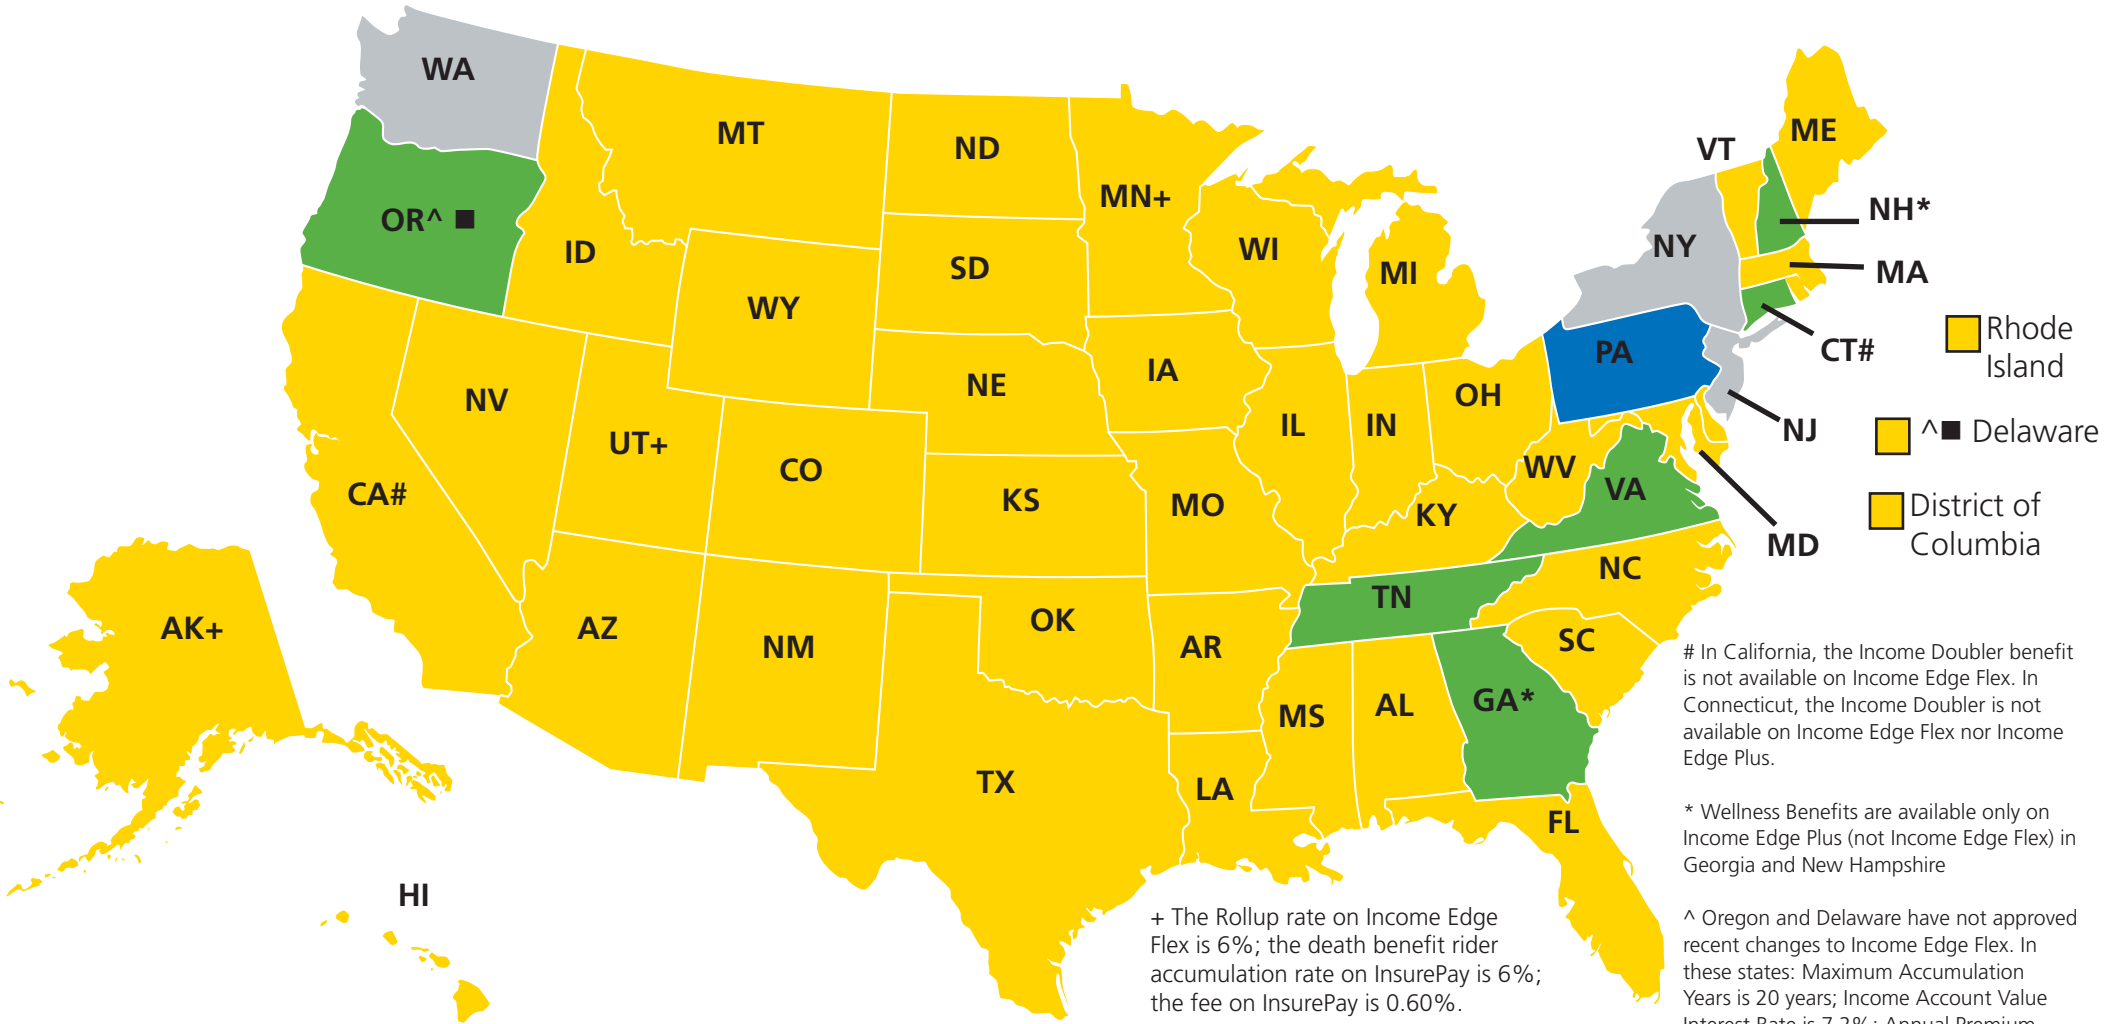 WA
MT
ND
MN+
VT
ME
OR^ ■
ID
SD
WI
MI
NY
NH*
MA
WY
CT#
Rhode
Island
NV
NE
IA
PA
OH
NJ
^■ Delaware
UT+
CO
IL
IN
WV
VA
CA#
KS
MO
KY
MD
District of
Columbia
NC
TN
AK+
AZ
NM
OK
AR
SC
MS
AL
GA*
TX
LA
FL
HI
# In California, the Income Doubler benefit
is not available on Income Edge Flex. In
Connecticut, the Income Doubler is not
available on Income Edge Flex nor Income
Edge Plus.
* Wellness Benefits are available only on
Income Edge Plus (not Income Edge Flex) in
Georgia and New Hampshire
+ The Rollup rate on Income Edge
Flex is 6%; the death benefit rider
accumulation rate on InsurePay is 6%;
the fee on InsurePay is 0.60%.
^ Oregon and Delaware have not approved
recent changes to Income Edge Flex. In
these states: Maximum Accumulation
Years is 20 years; Income Account Value
Interest Rate is 7.2%; Annual Premium